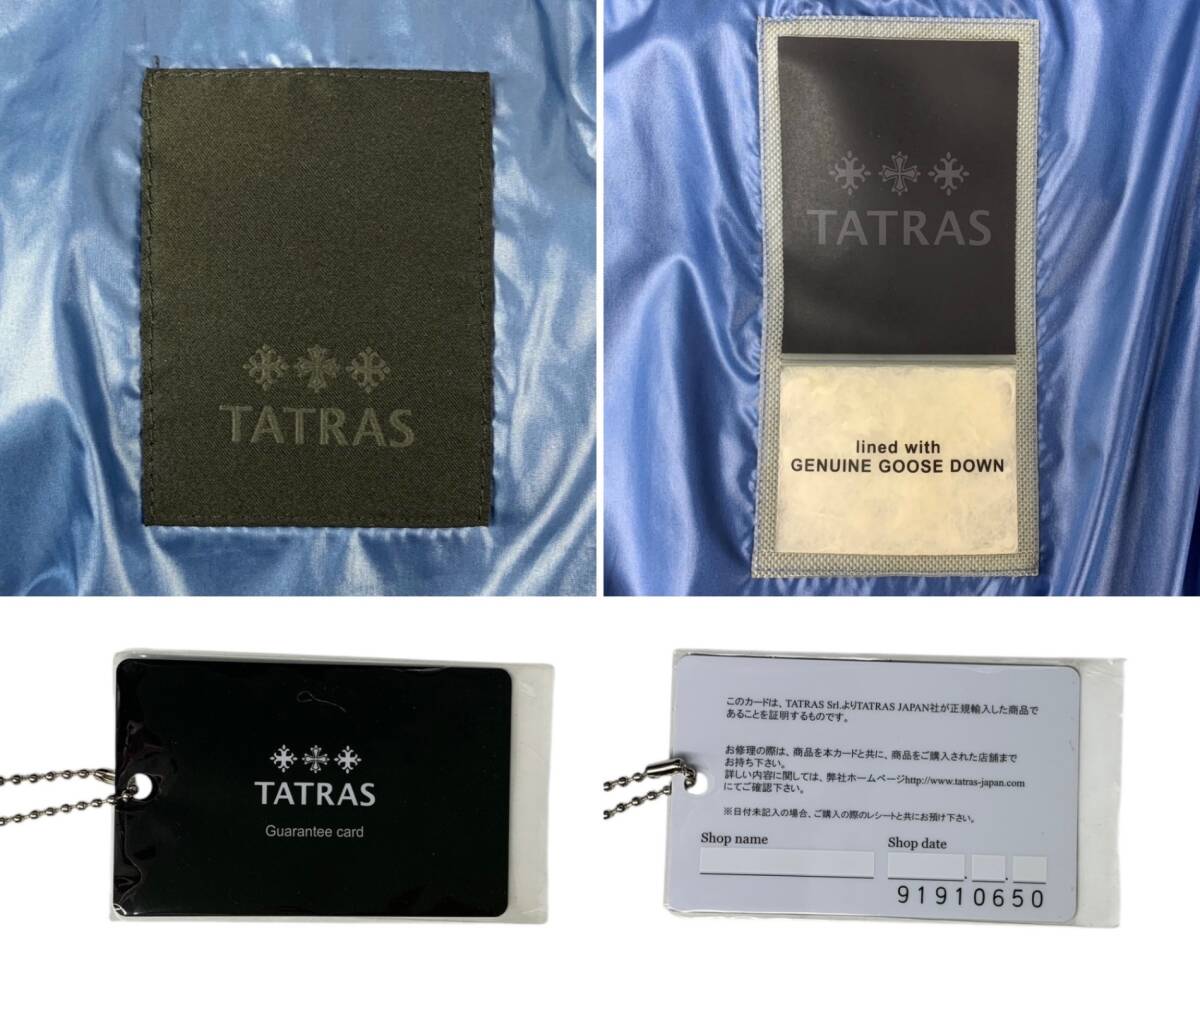 TATRAS
TATRAS
lined with
GENUINE GOOSE DOWN
TATRAS
Guarantee card
このカードは、TATRAS Srl.よりTATRAS JAPAN社が正規輸入した商品で
あることを証明するものです。
お修理の際は、商品を本カードと共に、商品をご購入された店舗まで
お持ち下さい。
詳しい内容に関しては、弊社ホームページhttp://www.tatras-japan.com
にてご確認下さい。
※日付未記入の場合、ご購入の際のレシートと共にお預け下さい。
Shop name
Shop date
91910650